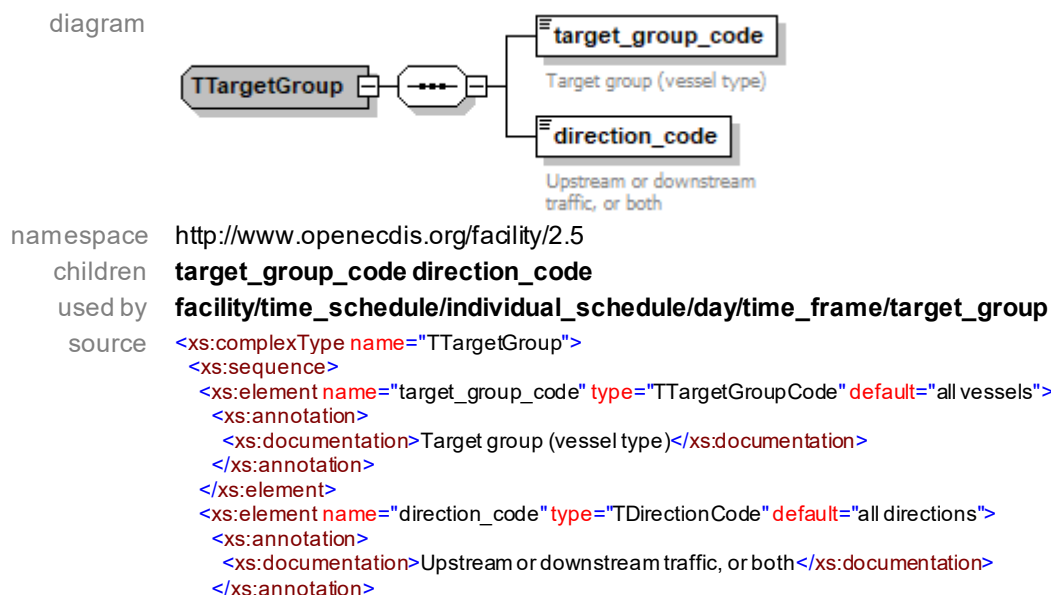 diagram
target_group_code
Target group (vessel type)
TTargetGroup
direction_code
Upstream or downstream
traffic, or both
namespace http://www.openecdis.org/facility/2.5
children target_group_code direction_code
used by facility/time_schedule/individual_schedule/day/time_frame/target_group
source <xs:complexType name="TTargetGroup">
<xs:sequence>
<xs:element name="target_group_code" type="TTargetGroupCode" default="all vessels">
<xs:annotation>
<xs:documentation>Target group (vessel type)</xs:documentation>
</xs:annotation>
</xs:element>
<xs:element name="direction_code" type="TDirectionCode" default="all directions">
<xs:annotation>
<xs:documentation>Upstream or downstream traffic, or both</xs:documentation>
</xs:annotation>